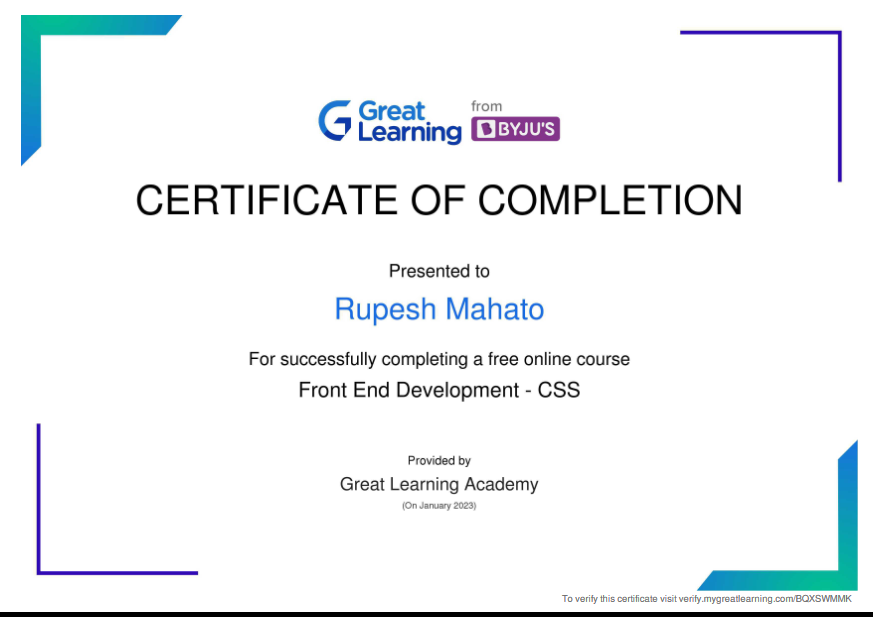 Great Learning from BYJU'S
CERTIFICATE OF COMPLETION
Presented to
Rupesh Mahato
For successfully completing a free online course
Front End Development - CSS
Provided by
Great Learning Academy
(On January 2023)
To verify this certificate visit verify.mygreatlearning.com/BQXSWMMK